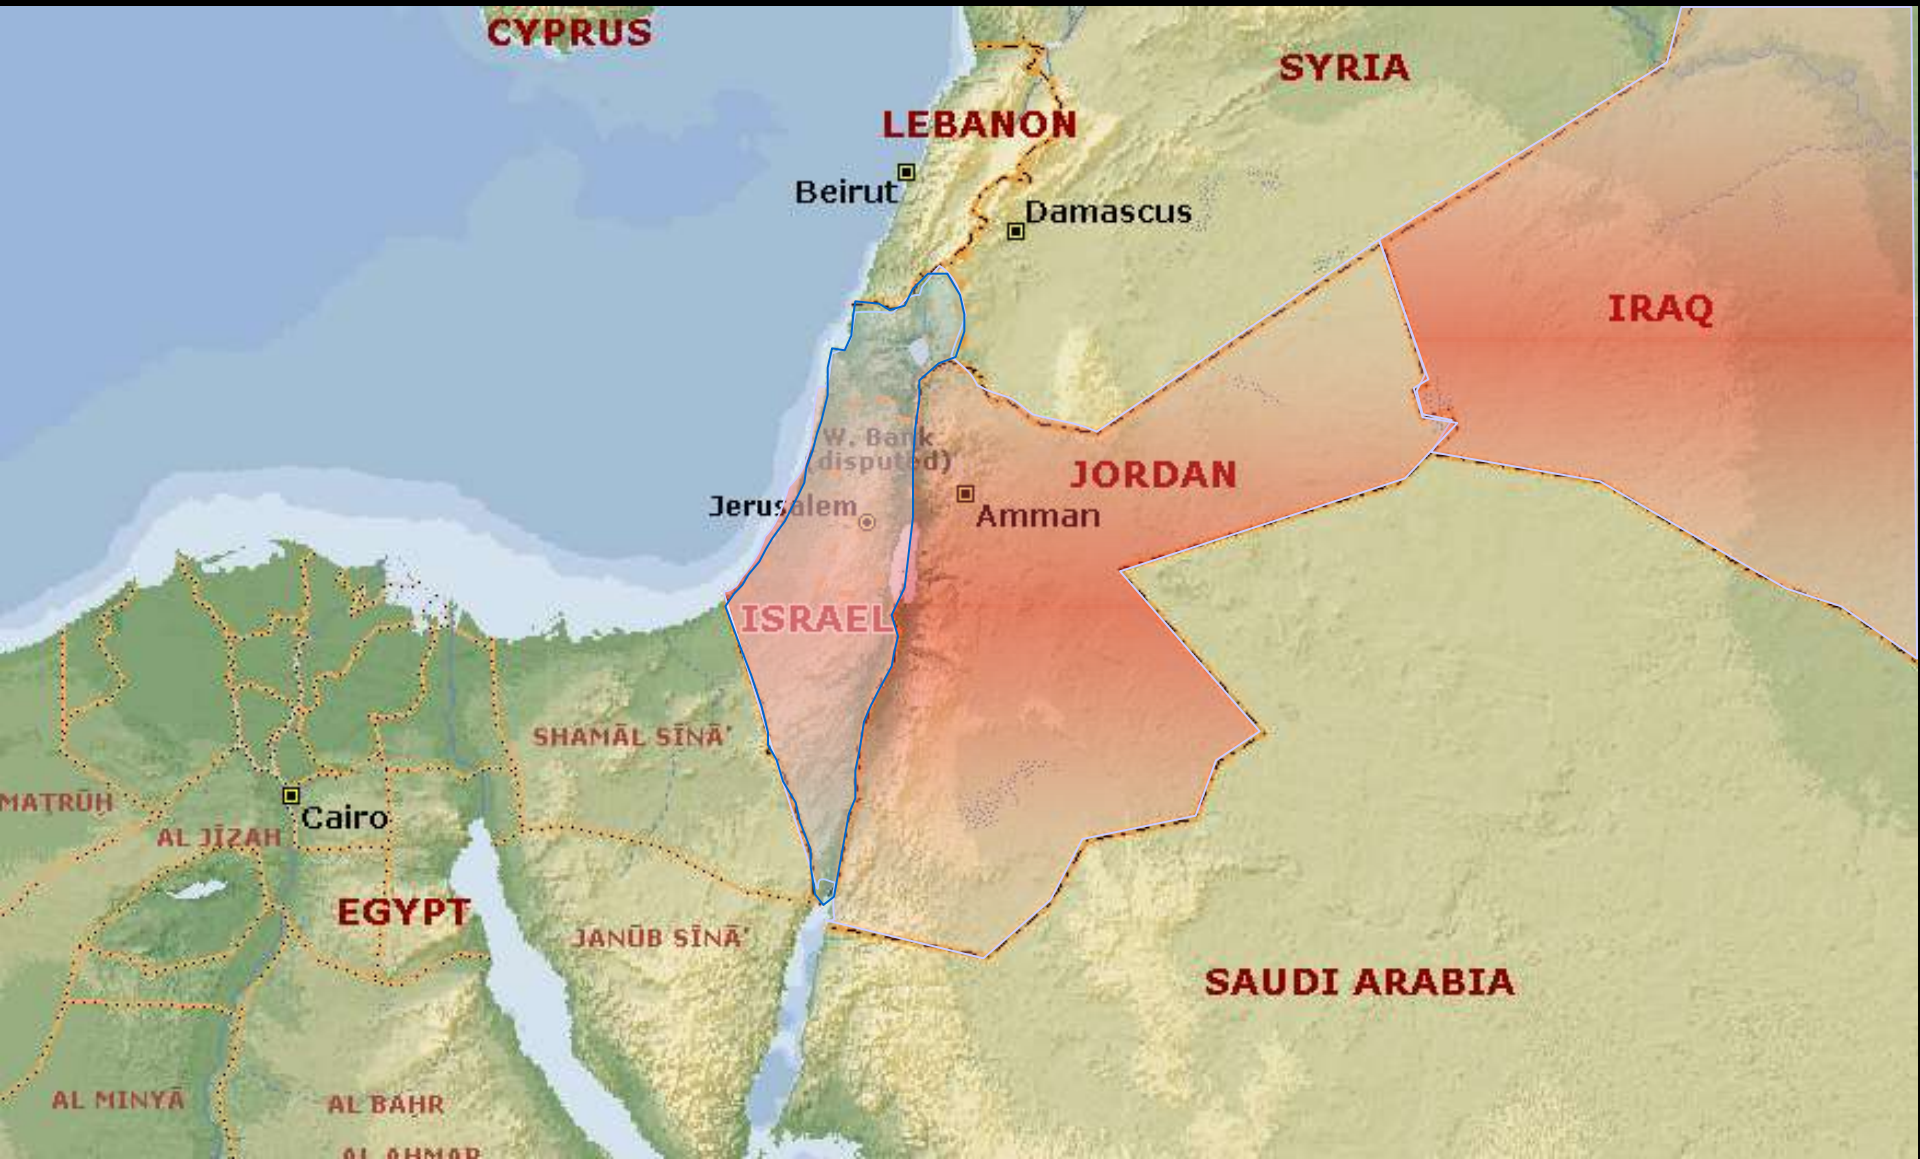 CYPRUS
SYRIA
LEBANON
Beirut
Damascus
IRAQ
W. Bank
(disputed)
JORDAN
Jerusalem
Amman
ISRAEL
SHAMĀL SĪNĀ'
MAṬRŪḤ
Cairo
AL JĪZAH
EGYPT
JANŪB SĪNĀ'
SAUDI ARABIA
AL MINYĀ
AL BAḤR
AL AḤMAR